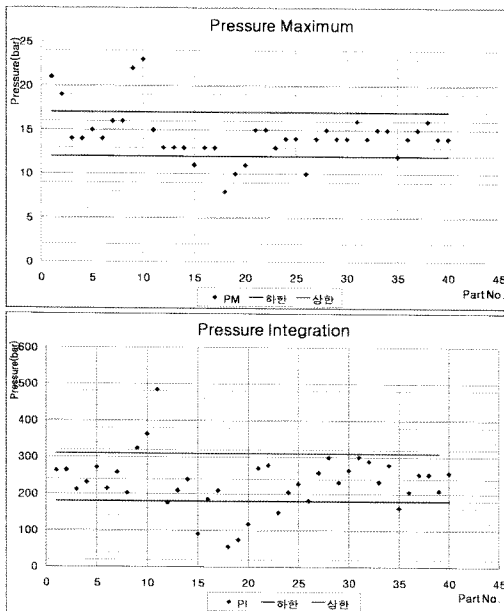 Pressure Maximum
Pressure(bar)
25
20
15
10
5
0
0 5 10 15 20 25 30 35 40 45
Part No.
PM 하한 상한
Pressure Integration
Pressure(bar)
600
500
400
300
200
100
0
0 5 10 15 20 25 30 35 40 45
Part No.
PI 하한 상한